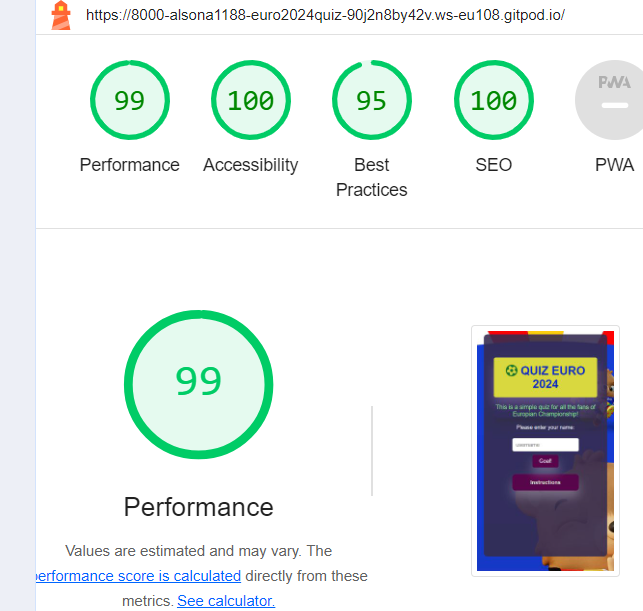 https://8000-alsona1188-euro2024quiz-90j2n8by42v.ws-eu108.gitpod.io/
99
100
95
100
PWA
Performance
Accessibility
Best
Practices
SEO
PWA
99
Performance
Values are estimated and may vary. The
performance score is calculated directly from these
metrics. See calculator.
QUIZ EURO
2024
This is a simple quiz for all the fans of
Europian Championship!
Please enter your name:
username
Goal!
Instructions